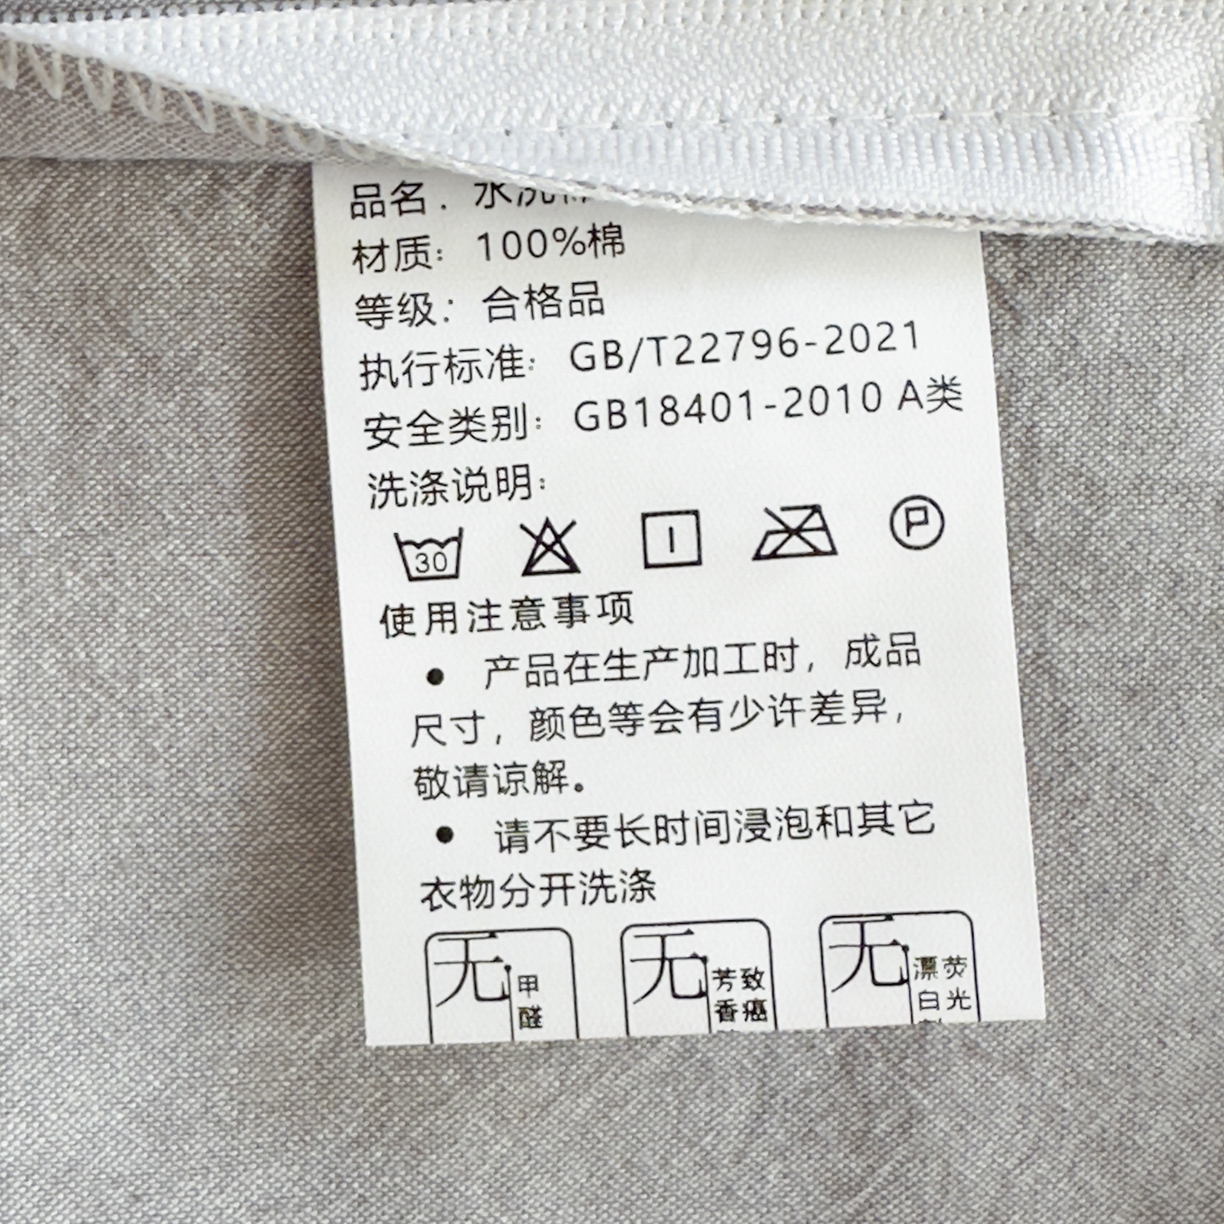 品名: 水洗
材质: 100%棉
等级: 合格品
执行标准: GB/T22796-2021
安全类别: GB18401-2010 A类
洗涤说明:
30 P
使用注意事项
• 产品在生产加工时，成品
尺寸，颜色等会有少许差异，
敬请谅解。
• 请不要长时间浸泡和其它
衣物分开洗涤
无甲醛 无芳香致癌 无漂白荧光